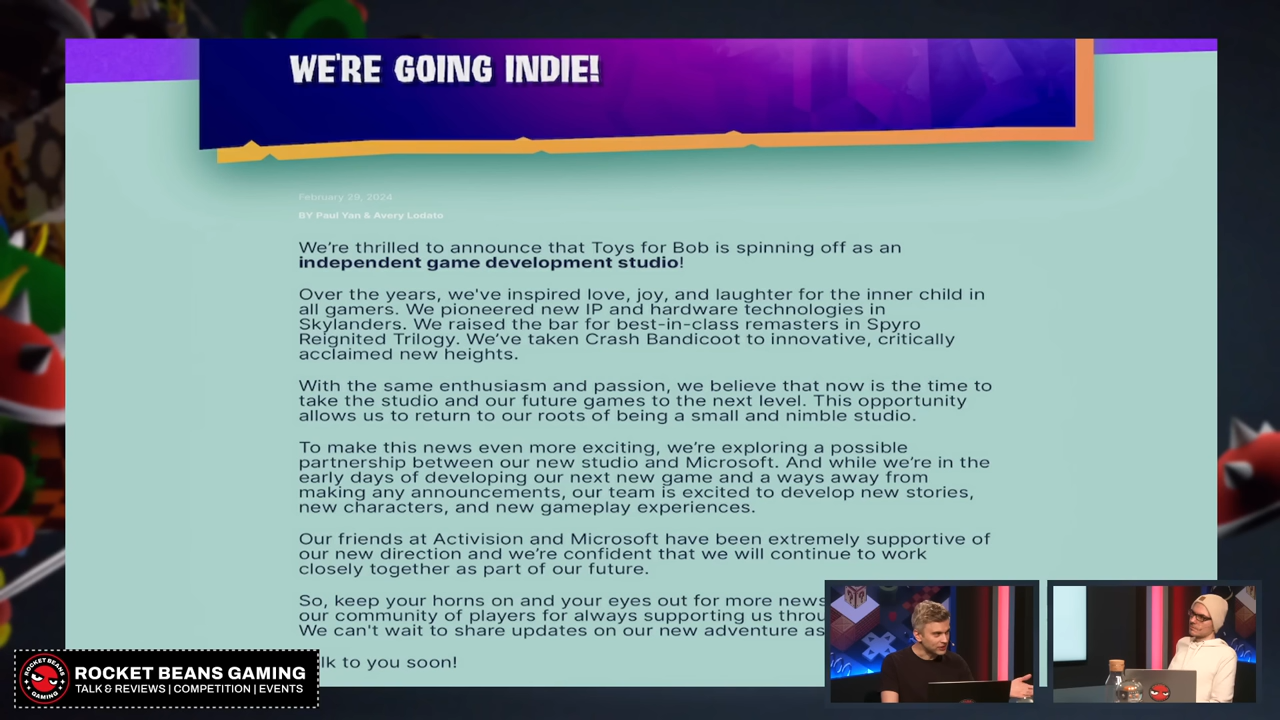 WE'RE GOING INDIE!
February 29, 2024
BY Paul Yan & Avery Lodato
We're thrilled to announce that Toys for Bob is spinning off as an
independent game development studio!
Over the years, we've inspired love, joy, and laughter for the inner child in
all gamers. We pioneered new IP and hardware technologies in
Skylanders. We raised the bar for best-in-class remasters in Spyro
Reignited Trilogy. We've taken Crash Bandicoot to innovative, critically
acclaimed new heights.
With the same enthusiasm and passion, we believe that now is the time to
take the studio and our future games to the next level. This opportunity
allows us to return to our roots of being a small and nimble studio.
To make this news even more exciting, we're exploring a possible
partnership between our new studio and Microsoft. And while we're in the
early days of developing our next new game and a ways away from
making any announcements, our team is excited to develop new stories,
new characters, and new gameplay experiences.
Our friends at Activision and Microsoft have been extremely supportive of
our new direction and we're confident that we will continue to work
closely together as part of our future.
So, keep your horns on and your eyes out for more news
our community of players for always supporting us throu
We can't wait to share updates on our new adventure as
lk to you soon!
ROCKET BEANS
GAMING
ROCKET BEANS GAMING
TALK & REVIEWS | COMPETITION | EVENTS